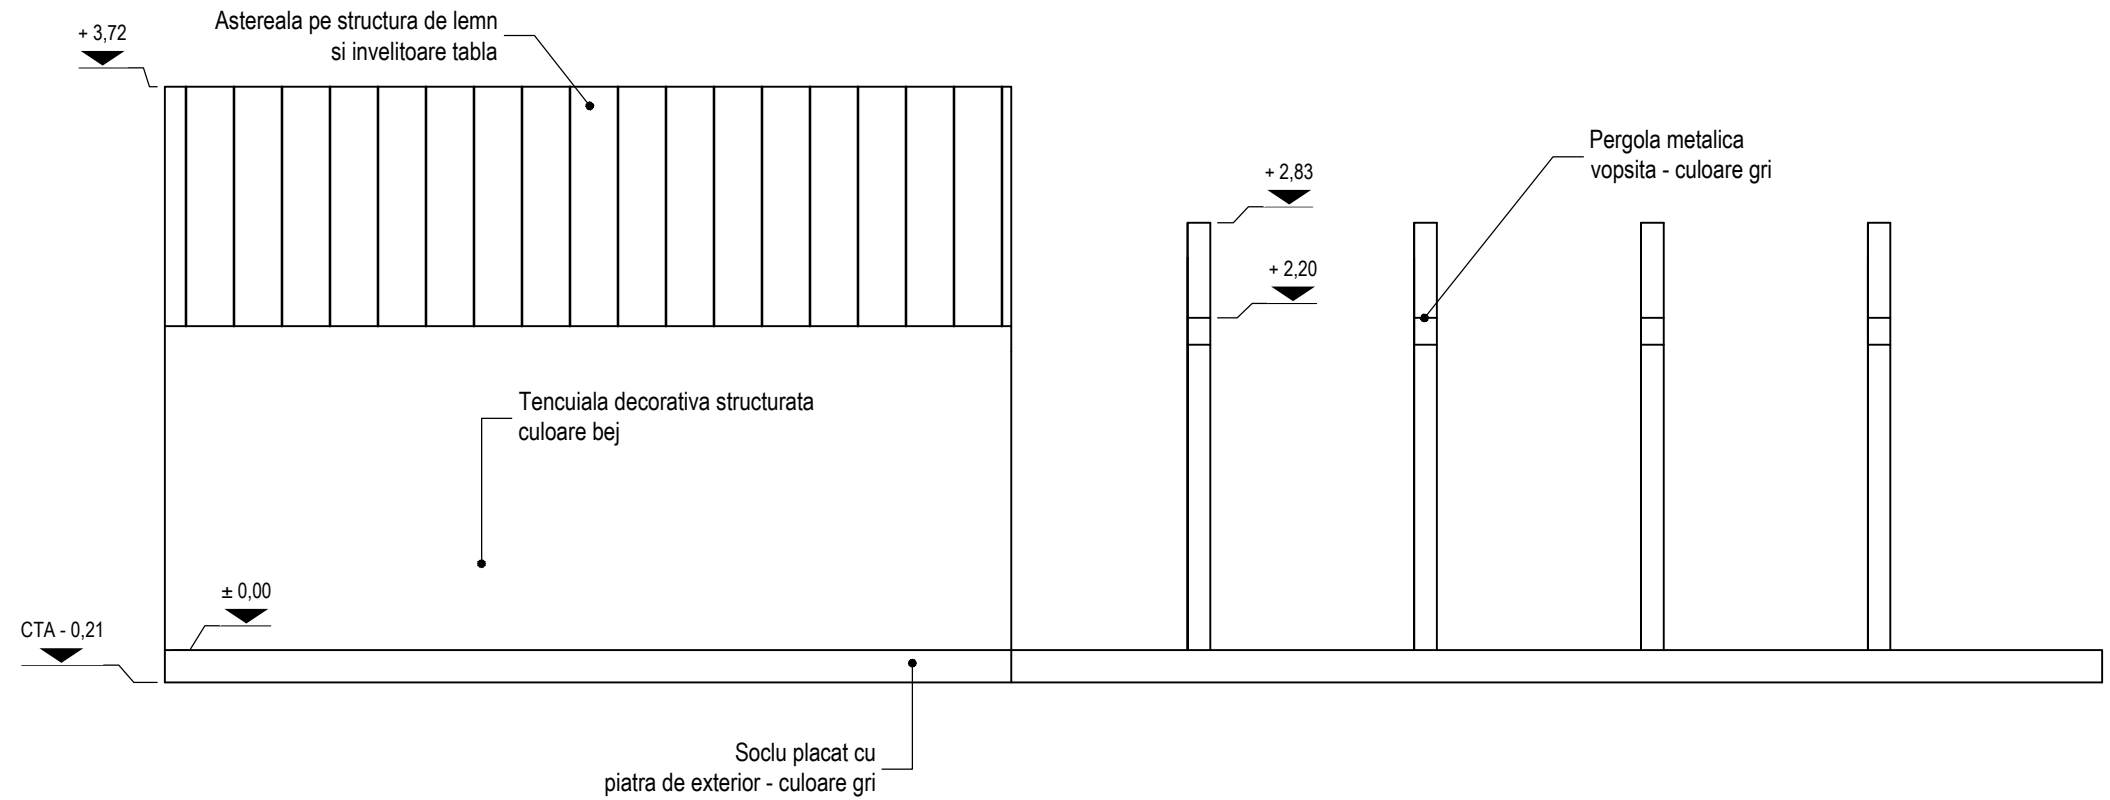 + 3,72
Astereala pe structura de lemn
si invelitoare tabla
Pergola metalica
vopsita - culoare gri
+ 2,83
+ 2,20
Tencuiala decorativa structurata
culoare bej
± 0,00
CTA - 0,21
Soclu placat cu
piatra de exterior - culoare gri